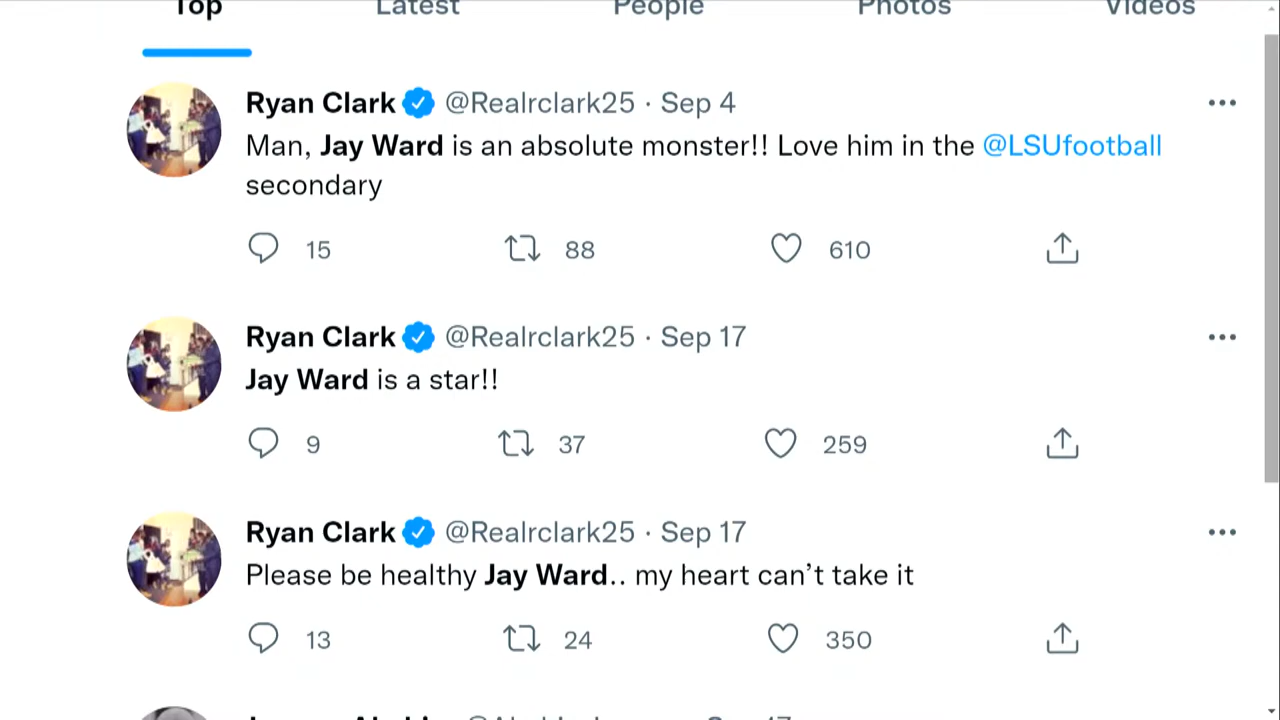 Top Latest People Photos Videos
Ryan Clark @Realrclark25 · Sep 4
Man, Jay Ward is an absolute monster!! Love him in the @LSUfootball
secondary
15 88 610
Ryan Clark @Realrclark25 · Sep 17
Jay Ward is a star!!
9 37 259
Ryan Clark @Realrclark25 · Sep 17
Please be healthy Jay Ward.. my heart can’t take it
13 24 350